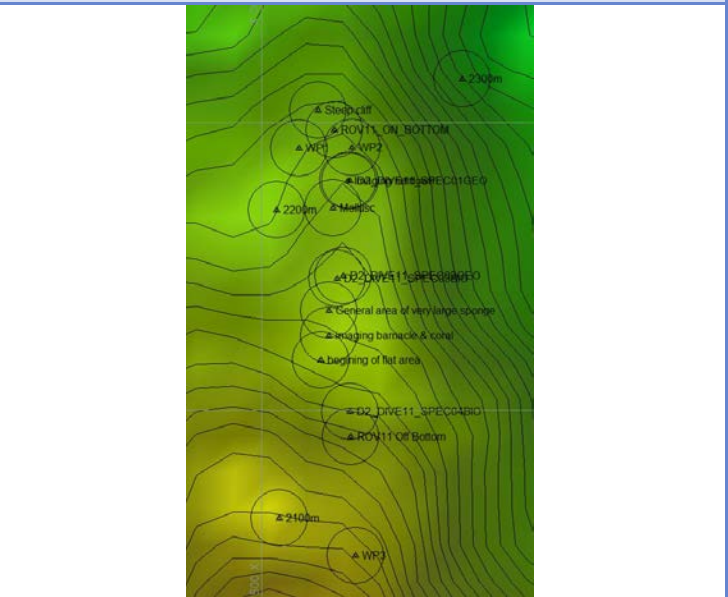 2300m
Steep cliff
ROV11_ON_BOTTOM
WP1
WP2
2200m
Mollusc
General area of very large sponge
imaging barnacle & coral
begining of flat area
D2_DIVE11_SPEC04BIO
ROV11 Off Bottom
2100m
WP3